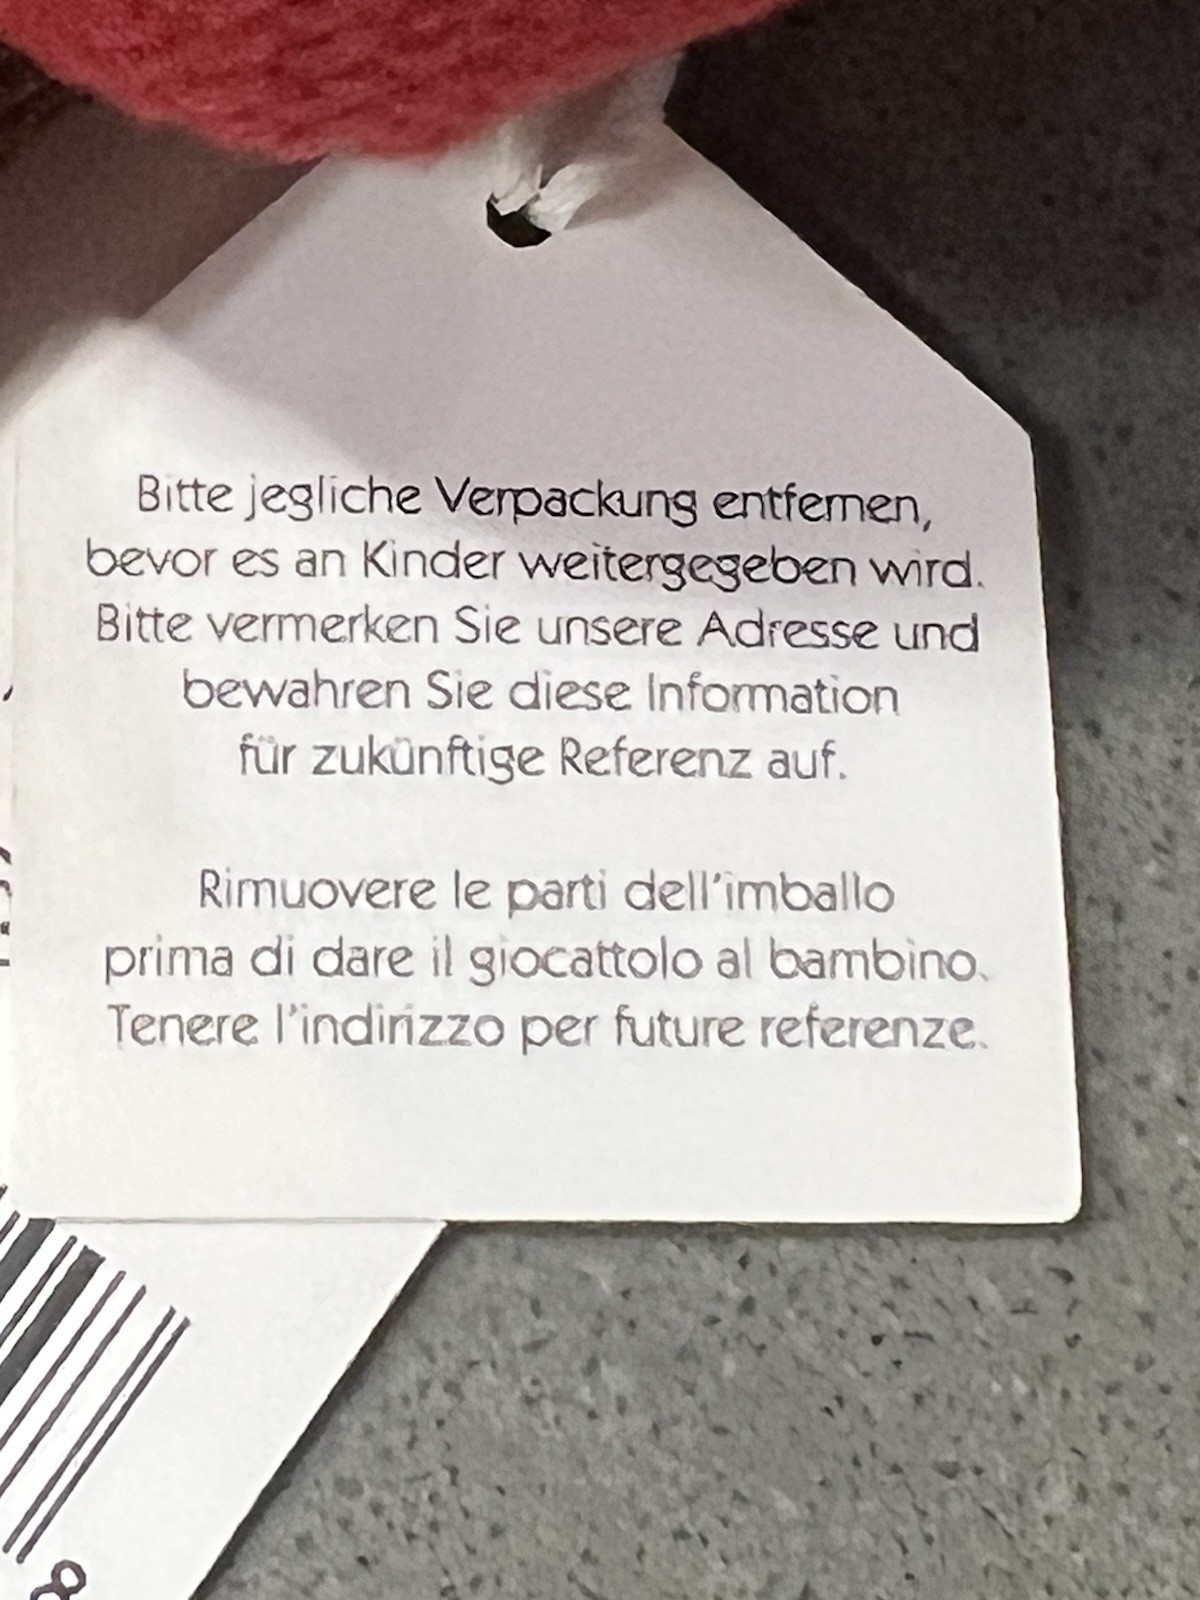 Bitte jegliche Verpackung entfernen,
bevor es an Kinder weitergegeben wird.
Bitte vermerken Sie unsere Adresse und
bewahren Sie diese Information
für zukünftige Referenz auf.
Rimuovere le parti dell'imballo
prima di dare il giocattolo al bambino.
Tenere l'indirizzo per future referenze.
8